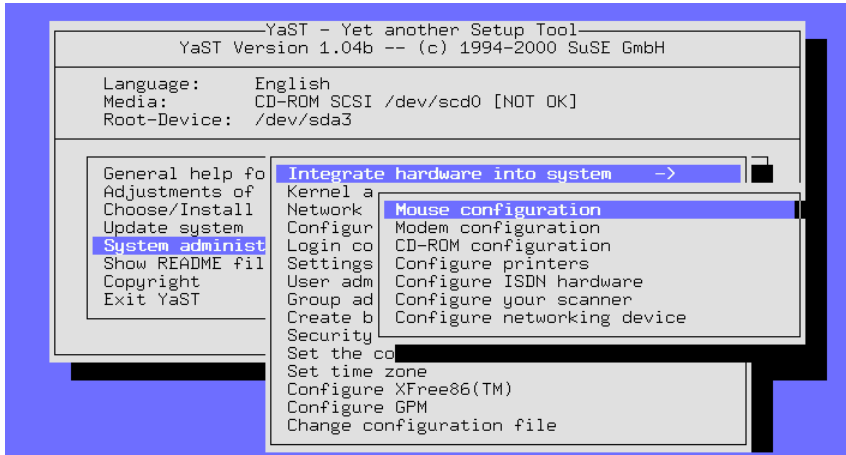 YaST - Yet another Setup Tool
YaST Version 1.04b -- (c) 1994-2000 SuSE GmbH
Language: English
Media: CD-ROM SCSI /dev/scd0 [NOT OK]
Root-Device: /dev/sda3
General help fo
Adjustments of
Choose/Install
Update system
System administ
Show README fil
Copyright
Exit YaST
Integrate hardware into system ->
Kernel a
Network
Configur
Login co
Settings
User adm
Group ad
Create b
Security
Set the co
Set time zone
Configure XFree86(TM)
Configure GPM
Change configuration file
Mouse configuration
Modem configuration
CD-ROM configuration
Configure printers
Configure ISDN hardware
Configure your scanner
Configure networking device